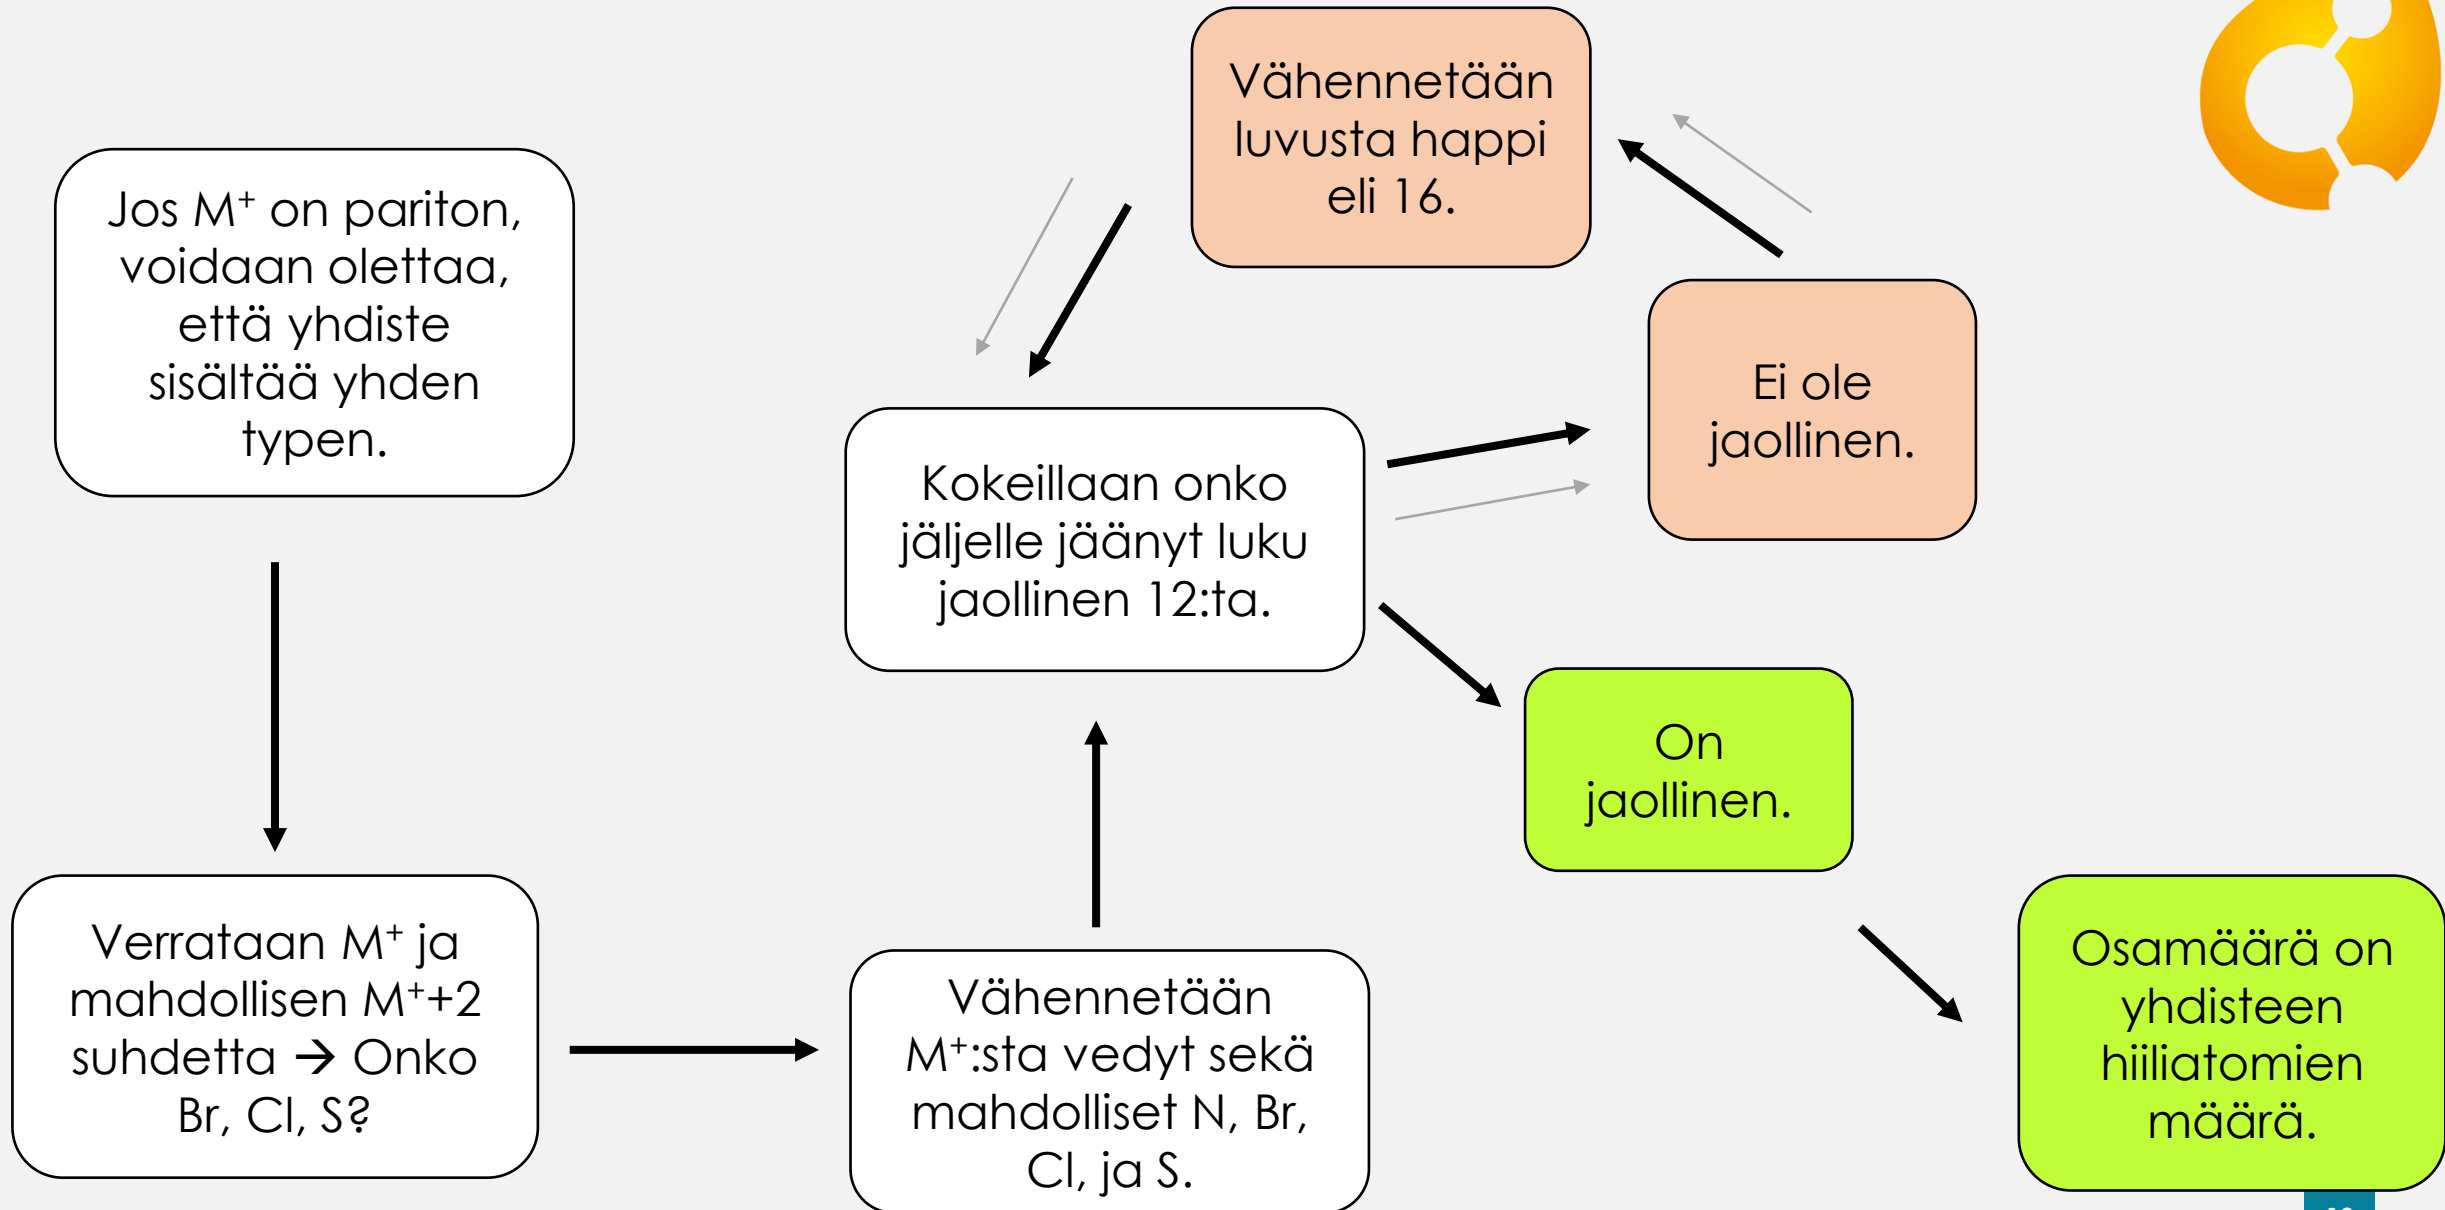 Jos M⁺ on pariton,
voidaan olettaa,
että yhdiste
sisältää yhden
typen.
Verrataan M⁺ ja
mahdollisen M⁺+2
suhdetta → Onko
Br, Cl, S?
Vähennetään
M⁺:sta vedyt sekä
mahdolliset N, Br,
Cl, ja S.
Kokeillaan onko
jäljelle jäänyt luku
jaollinen 12:ta.
Ei ole
jaollinen.
Vähennetään
luvusta happi
eli 16.
On
jaollinen.
Osamäärä on
yhdisteen
hiiliatomien
määrä.